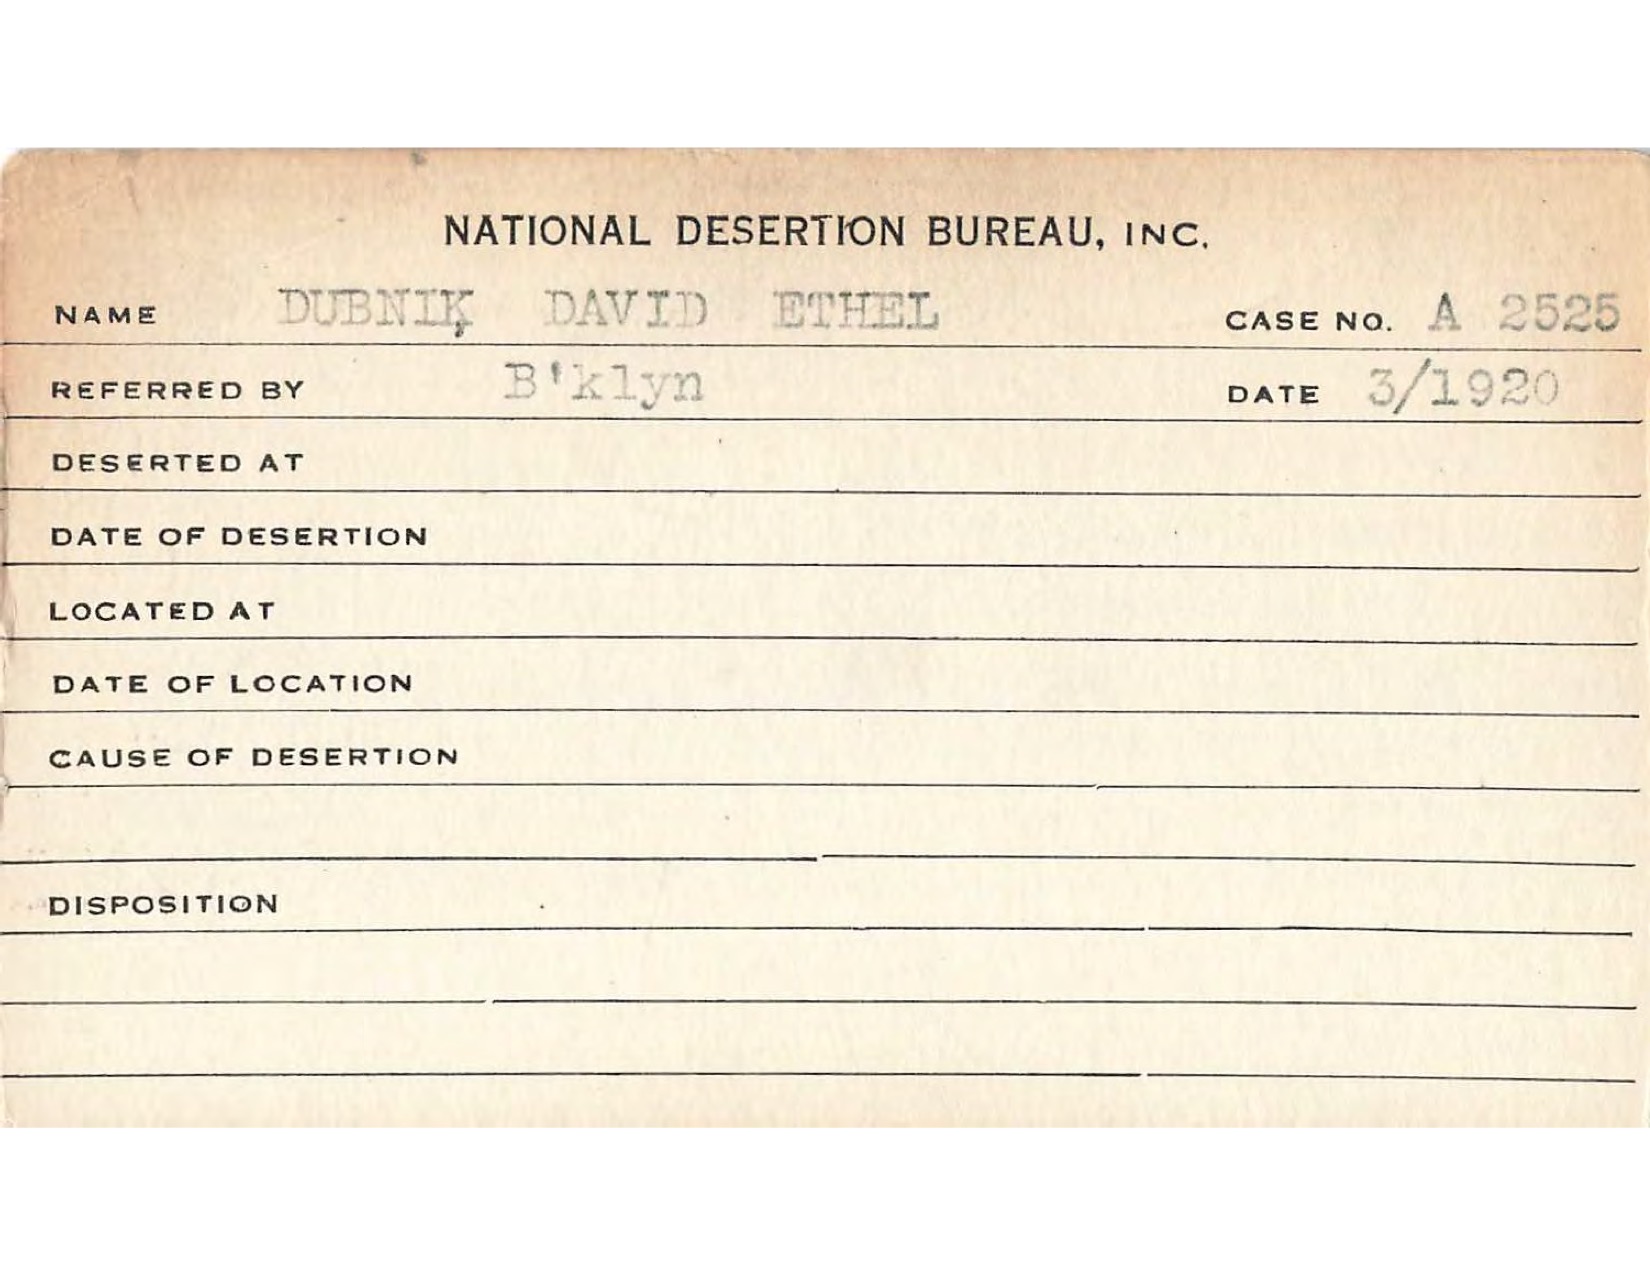 NATIONAL DESERTION BUREAU, INC.
NAME DUBNIK, DAVID ETHEL CASE NO. A 2525
REFERRED BY B'klyn DATE 3/1920
DESERTED AT
DATE OF DESERTION
LOCATED AT
DATE OF LOCATION
CAUSE OF DESERTION
DISPOSITION